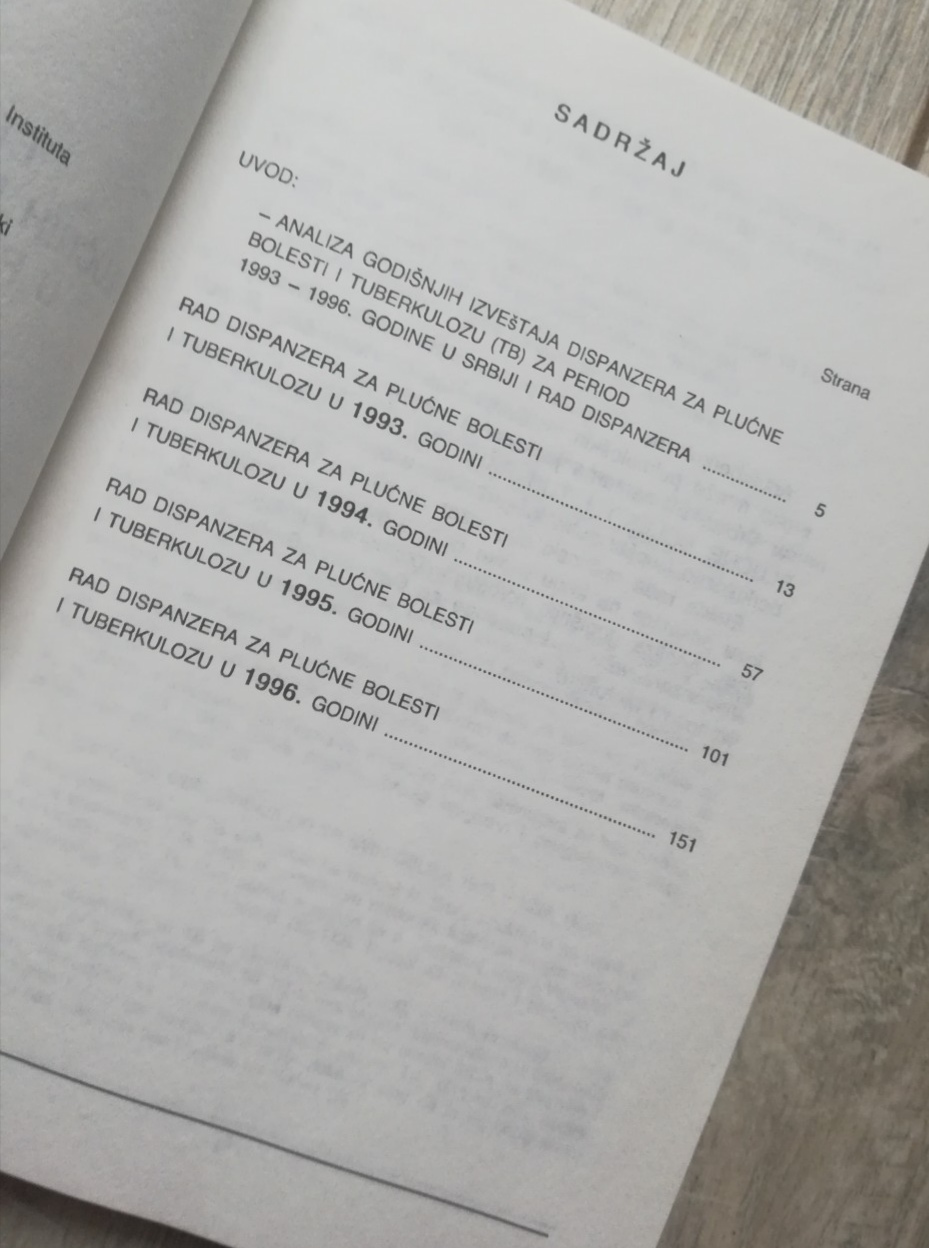 Instituta
ki
SADRŽAJ
UVOD:
Strana
– ANALIZA GODIŠNJIH IZVEšTAJA DISPANZERA ZA PLUĆNE
BOLESTI I TUBERKULOZU (TB) ZA PERIOD
1993 – 1996. GODINE U SRBIJI I RAD DISPANZERA ............... 5
RAD DISPANZERA ZA PLUĆNE BOLESTI
I TUBERKULOZU U 1993. GODINI ............................................. 13
RAD DISPANZERA ZA PLUĆNE BOLESTI
I TUBERKULOZU U 1994. GODINI ............................................. 57
RAD DISPANZERA ZA PLUĆNE BOLESTI
I TUBERKULOZU U 1995. GODINI ............................................. 101
RAD DISPANZERA ZA PLUĆNE BOLESTI
I TUBERKULOZU U 1996. GODINI ............................................. 151